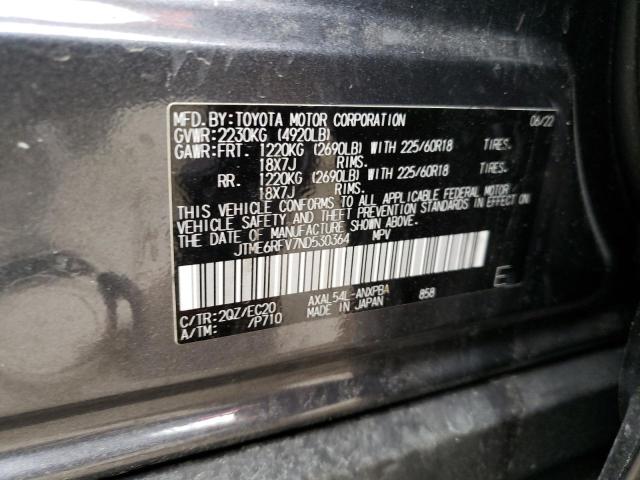 MFD.BY:TOYOTA MOTOR CORPORATION 06/22
GVWR:2230KG (4920LB)
GAWR:FRT. 1220KG (2690LB) WITH 225/60R18 TIRES,
18X7J RIMS.
RR. 1220KG (2690LB) WITH 225/60R18 TIRES,
18X7J RIMS.
THIS VEHICLE CONFORMS TO ALL APPLICABLE FEDERAL MOTOR
VEHICLE SAFETY AND THEFT PREVENTION STANDARDS IN EFFECT
ON THE DATE OF MANUFACTURE SHOWN ABOVE.
JTME6RFV7ND530364 MPV
C/TR:2QZ/EC20 AXAL54L-ANXPBA 858 E
A/TM: /P710 MADE IN JAPAN